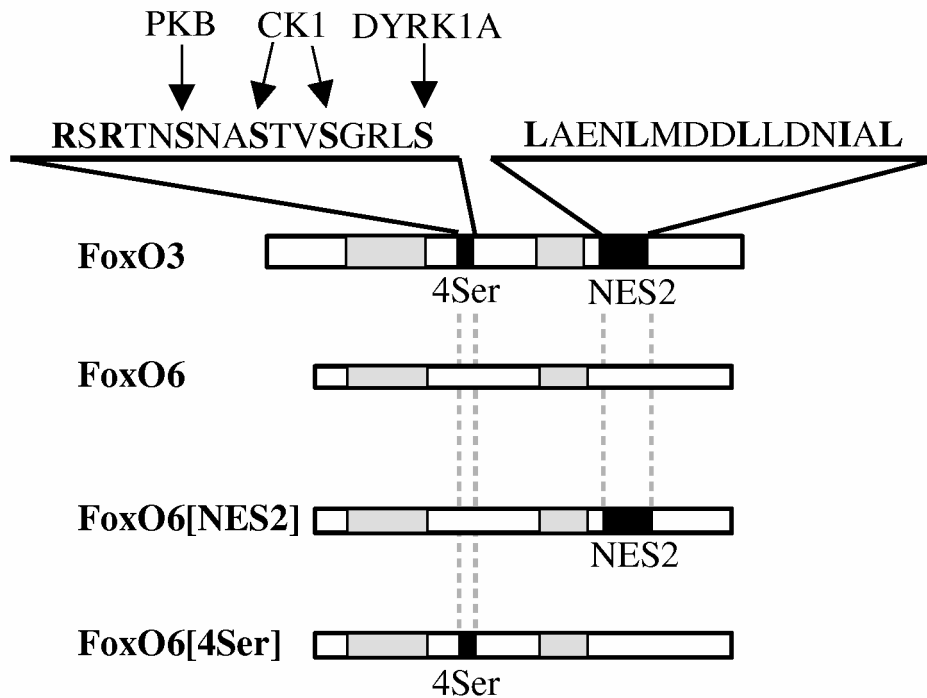 PKB CK1 DYRK1A
RSRTNSNASTVSGRLS LAENLMDDLLDNIAL
FoxO3
4Ser NES2
FoxO6
FoxO6[NES2]
NES2
FoxO6[4Ser]
4Ser